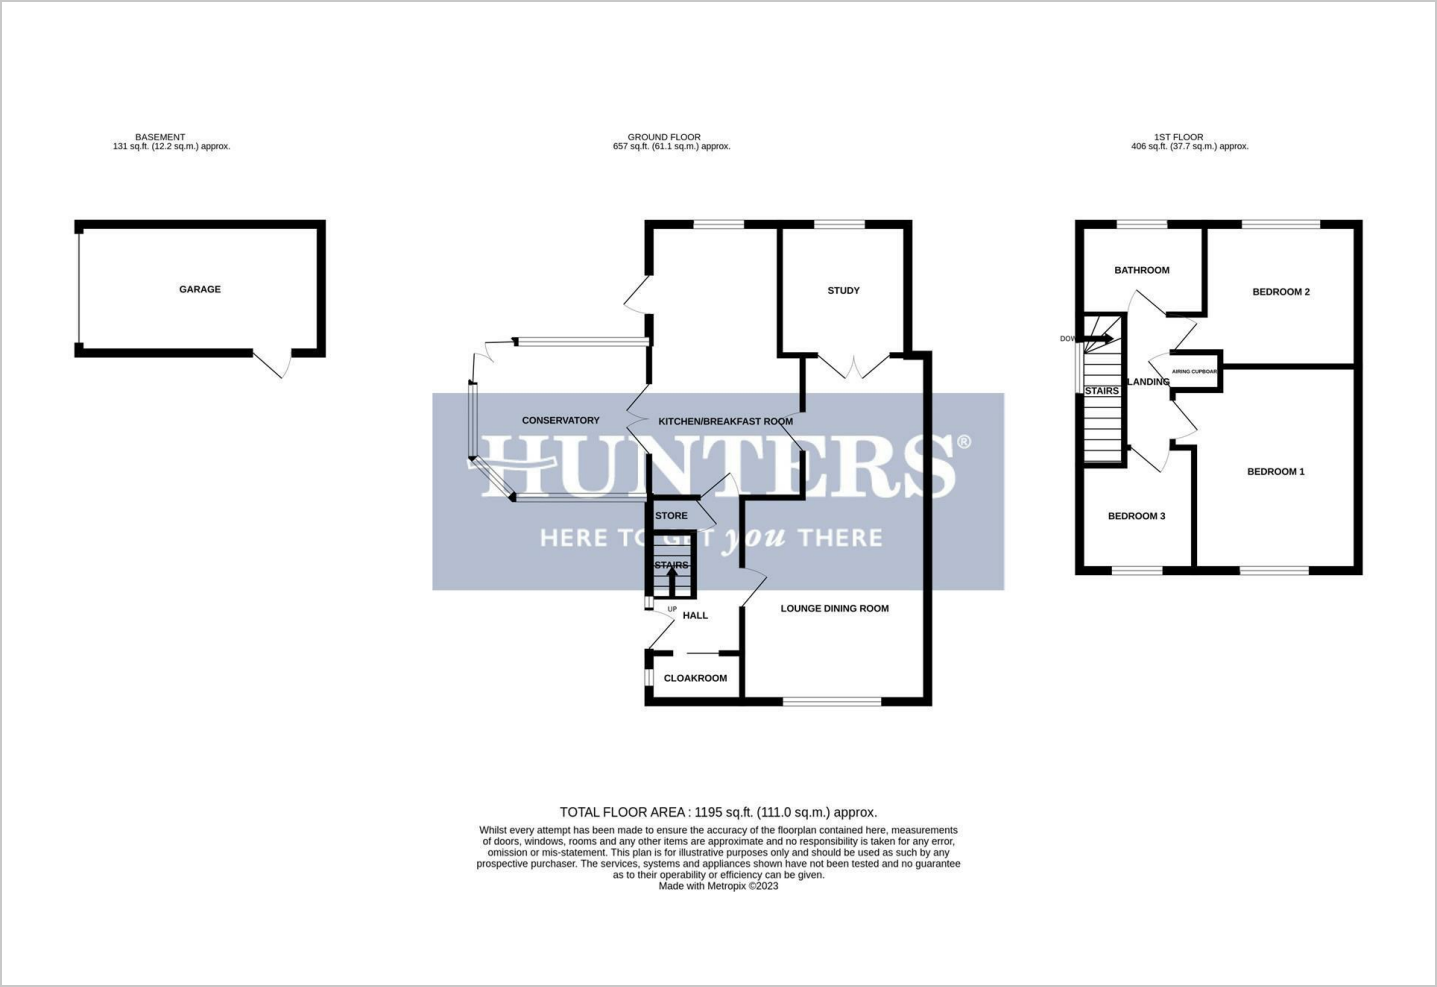 BASEMENT
131 sq.ft. (12.2 sq.m.) approx.
GROUND FLOOR
657 sq.ft. (61.1 sq.m.) approx.
1ST FLOOR
406 sq.ft. (37.7 sq.m.) approx.
GARAGE
STUDY
CONSERVATORY
KITCHEN/BREAKFAST ROOM
STORE
STAIRS
UP
HALL
LOUNGE DINING ROOM
CLOAKROOM
BATHROOM
BEDROOM 2
DOW
AIRING CUPBOAR
LANDING
STAIRS
BEDROOM 1
BEDROOM 3
HUNTERS®
HERE TO GET you THERE
TOTAL FLOOR AREA : 1195 sq.ft. (111.0 sq.m.) approx.
Whilst every attempt has been made to ensure the accuracy of the floorplan contained here, measurements
of doors, windows, rooms and any other items are approximate and no responsibility is taken for any error,
omission or mis-statement. This plan is for illustrative purposes only and should be used as such by any
prospective purchaser. The services, systems and appliances shown have not been tested and no guarantee
as to their operability or efficiency can be given.
Made with Metropix ©2023